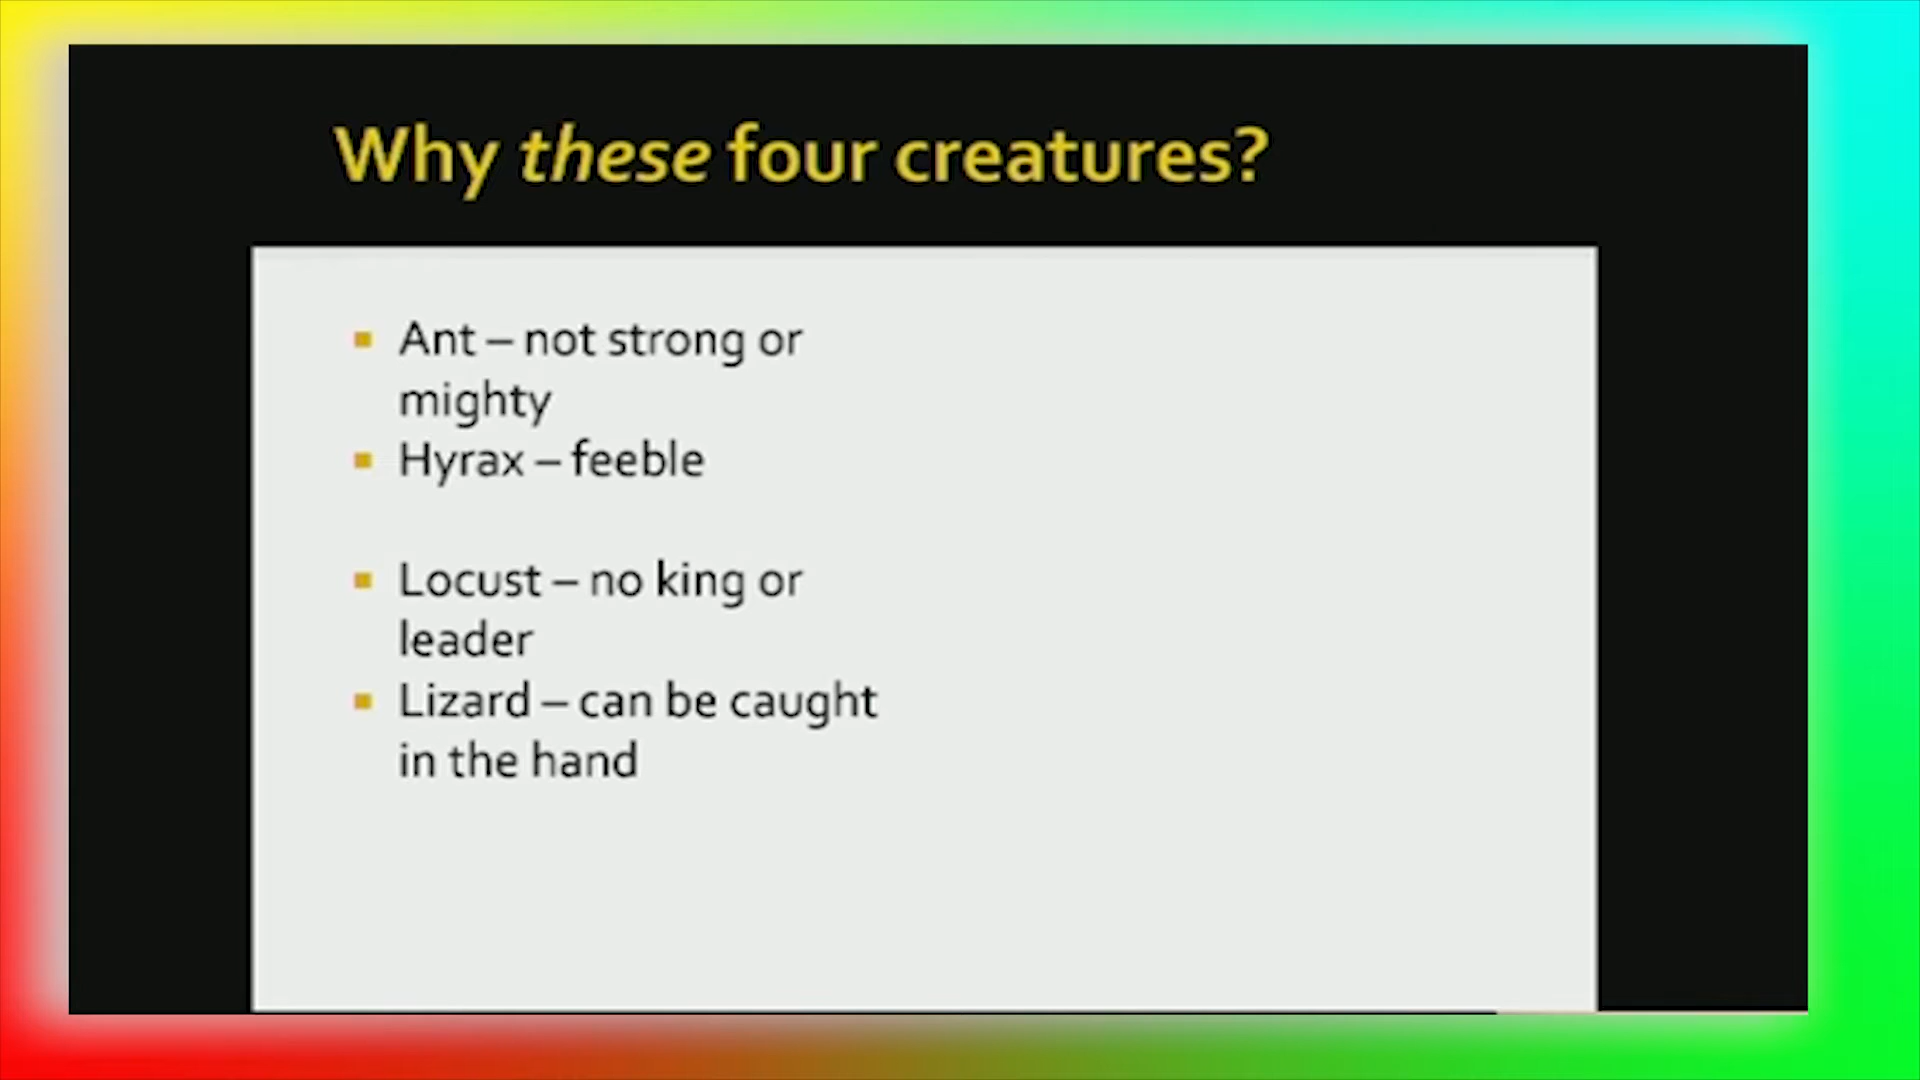 Why these four creatures?
Ant – not strong or
mighty
Hyrax – feeble
Locust – no king or
leader
Lizard – can be caught
in the hand